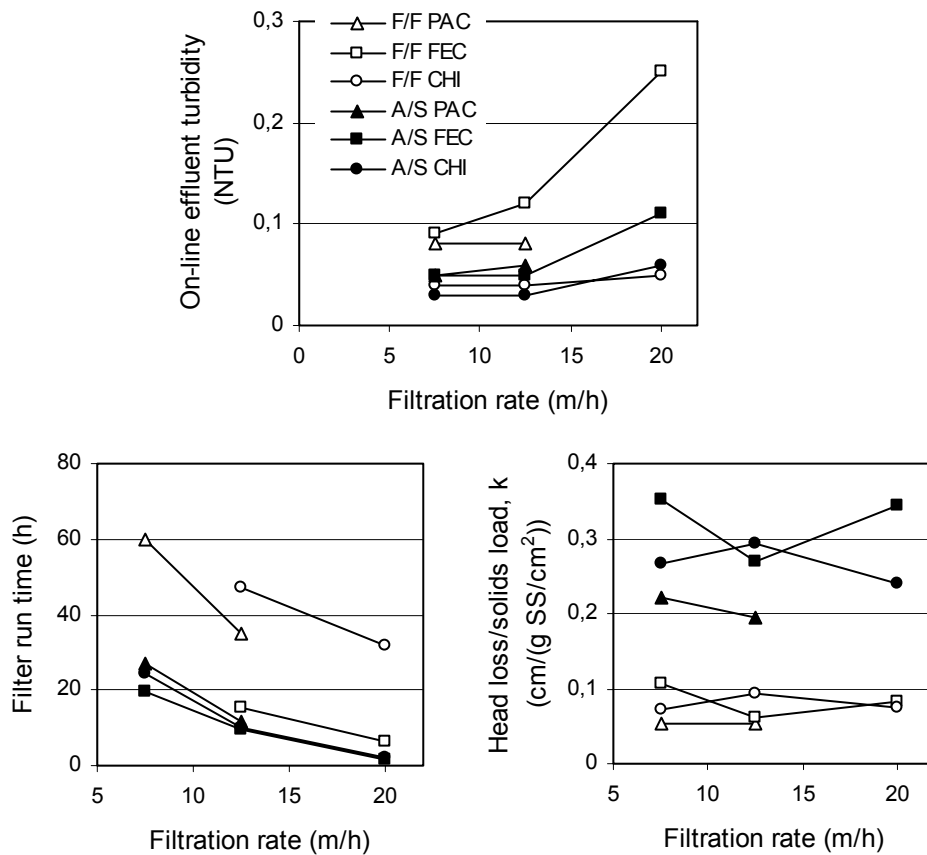 On-line effluent turbidity
(NTU)
0,3
0,2
0,1
0
F/F PAC
F/F FEC
F/F CHI
A/S PAC
A/S FEC
A/S CHI
0 5 10 15 20
Filtration rate (m/h)
Filter run time (h)
80
60
40
20
0
5 10 15 20
Filtration rate (m/h)
Head loss/solids load, k
(cm/(g SS/cm²))
0,4
0,3
0,2
0,1
0
5 10 15 20
Filtration rate (m/h)